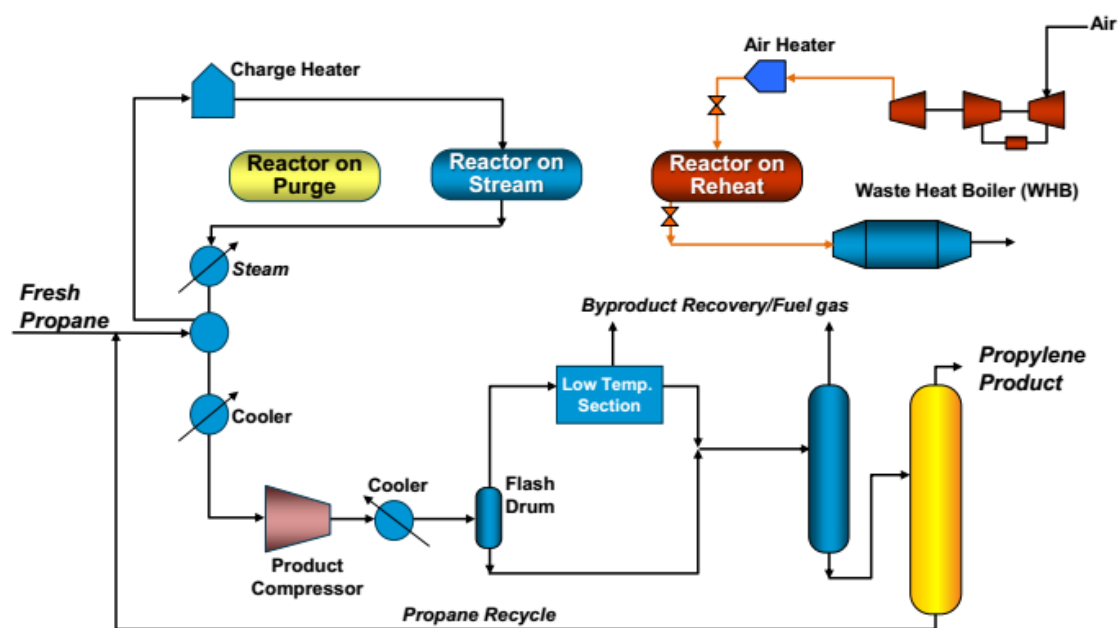 Air
Air Heater
Charge Heater
Reactor on
Purge
Reactor on
Stream
Reactor on
Reheat
Waste Heat Boiler (WHB)
Steam
Fresh
Propane
Byproduct Recovery/Fuel gas
Propylene
Product
Low Temp.
Section
Cooler
Cooler
Flash
Drum
Product
Compressor
Propane Recycle